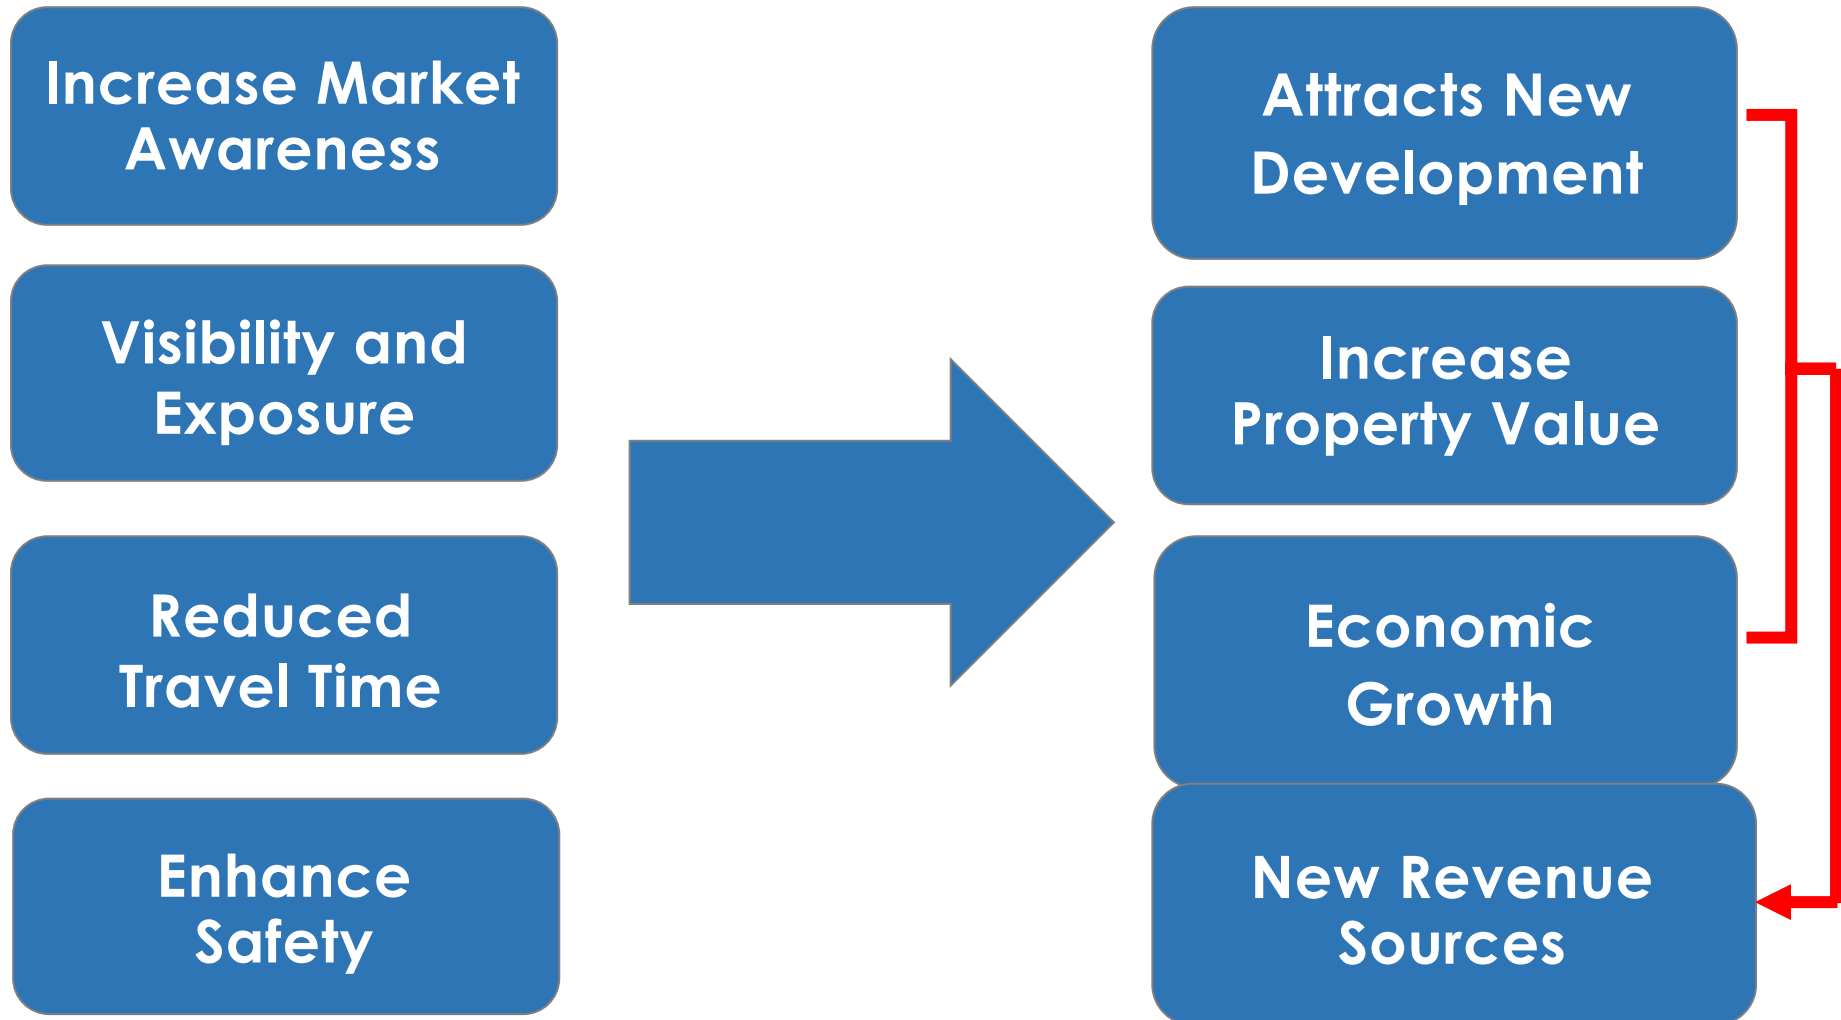 Increase Market
Awareness
Visibility and
Exposure
Reduced
Travel Time
Enhance
Safety
Attracts New
Development
Increase
Property Value
Economic
Growth
New Revenue
Sources